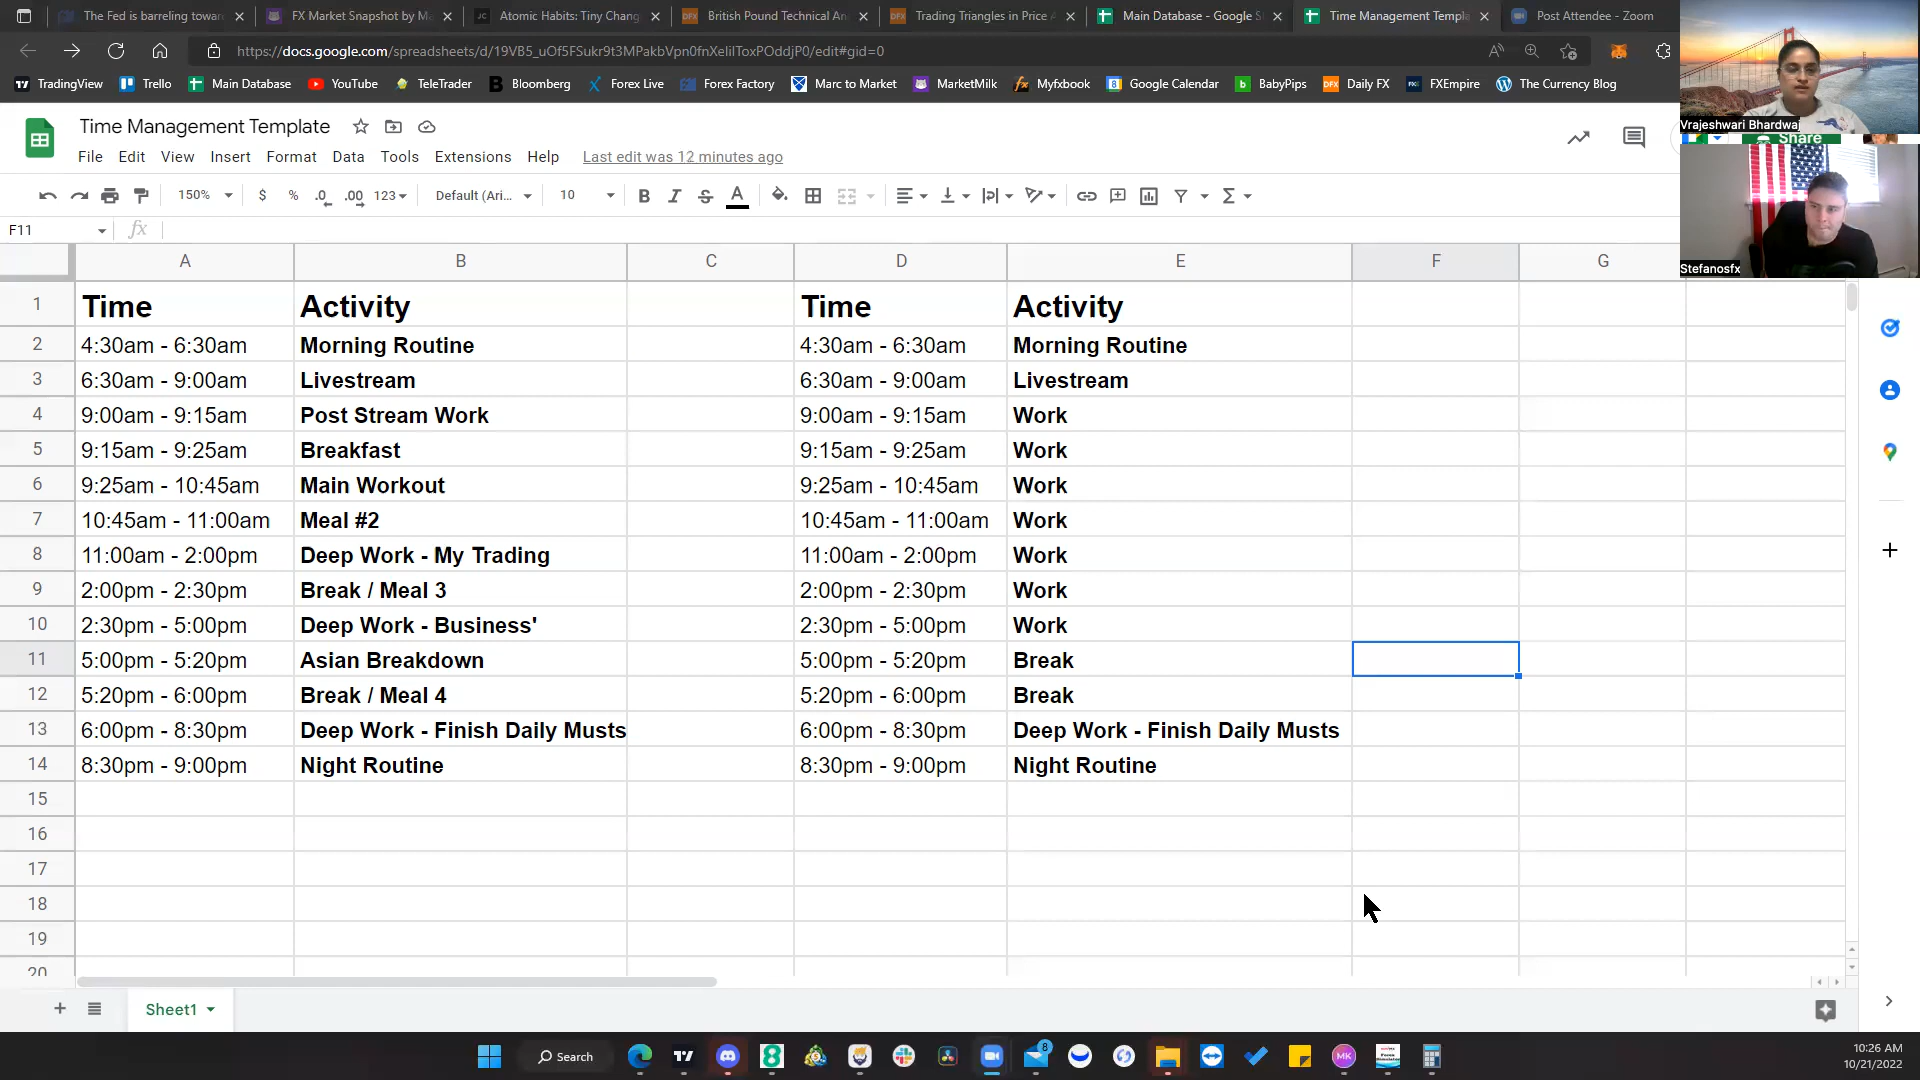 The Fed is barreling towar
FX Market Snapshot by Ma
Atomic Habits: Tiny Chang
British Pound Technical An
Trading Triangles in Price A
Main Database - Google S
Time Management Templa
Post Attendee - Zoom
https://docs.google.com/spreadsheets/d/19VB5_uOf5FSukr9t3MPakbVpn0fnXeIilToxPOddjP0/edit#gid=0
TradingView
Trello
Main Database
YouTube
TeleTrader
Bloomberg
Forex Live
Forex Factory
Marc to Market
MarketMilk
Myfxbook
Google Calendar
BabyPips
Daily FX
FXEmpire
The Currency Blog
Vrajeshwari Bhardwaj
Share
Stefanosfx
Time Management Template
File Edit View Insert Format Data Tools Extensions Help Last edit was 12 minutes ago
150% $ % .0 .00 123 Default (Ari... 10 B I S A
F11 fx
A B C D E F G
1 Time Activity Time Activity
2 4:30am - 6:30am Morning Routine 4:30am - 6:30am Morning Routine
3 6:30am - 9:00am Livestream 6:30am - 9:00am Livestream
4 9:00am - 9:15am Post Stream Work 9:00am - 9:15am Work
5 9:15am - 9:25am Breakfast 9:15am - 9:25am Work
6 9:25am - 10:45am Main Workout 9:25am - 10:45am Work
7 10:45am - 11:00am Meal #2 10:45am - 11:00am Work
8 11:00am - 2:00pm Deep Work - My Trading 11:00am - 2:00pm Work
9 2:00pm - 2:30pm Break / Meal 3 2:00pm - 2:30pm Work
10 2:30pm - 5:00pm Deep Work - Business' 2:30pm - 5:00pm Work
11 5:00pm - 5:20pm Asian Breakdown 5:00pm - 5:20pm Break
12 5:20pm - 6:00pm Break / Meal 4 5:20pm - 6:00pm Break
13 6:00pm - 8:30pm Deep Work - Finish Daily Musts 6:00pm - 8:30pm Deep Work - Finish Daily Musts
14 8:30pm - 9:00pm Night Routine 8:30pm - 9:00pm Night Routine
15
16
17
18
19
20
Sheet1
Search
8
MK
10:26 AM
10/21/2022